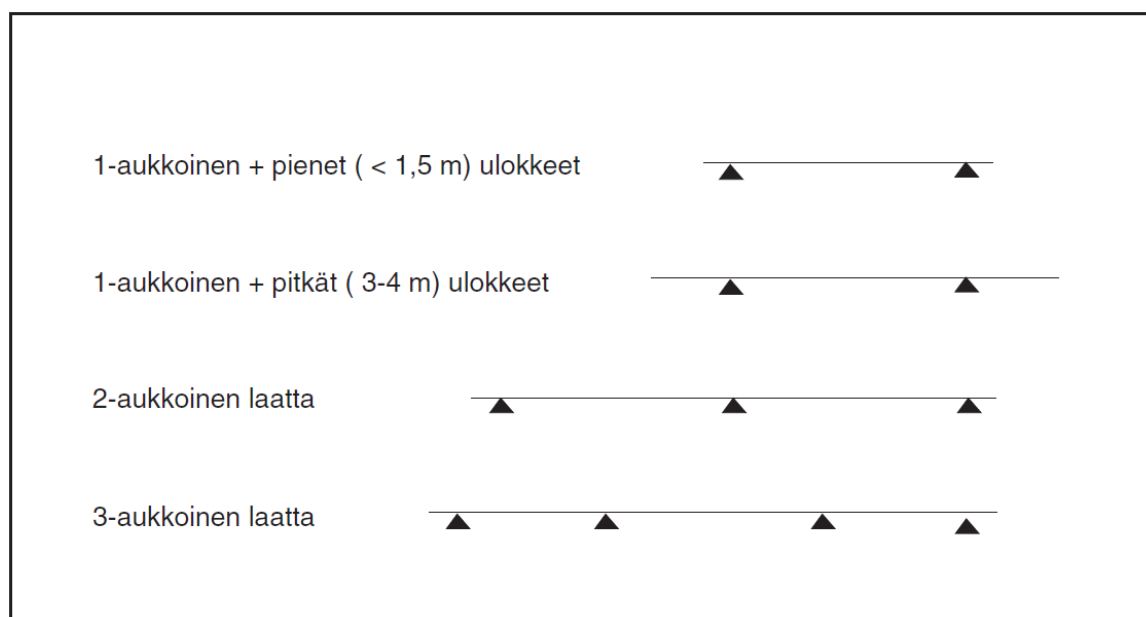 1-aukkoinen + pienet ( < 1,5 m) ulokkeet
1-aukkoinen + pitkät ( 3-4 m) ulokkeet
2-aukkoinen laatta
3-aukkoinen laatta